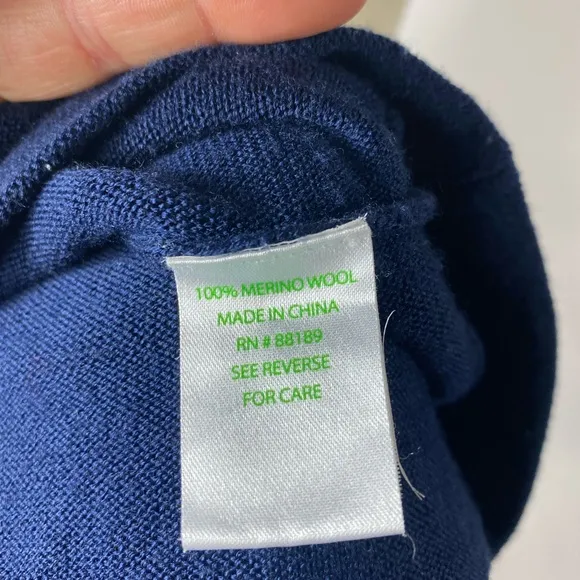 100% MERINO WOOL
MADE IN CHINA
RN # 88189
SEE REVERSE
FOR CARE